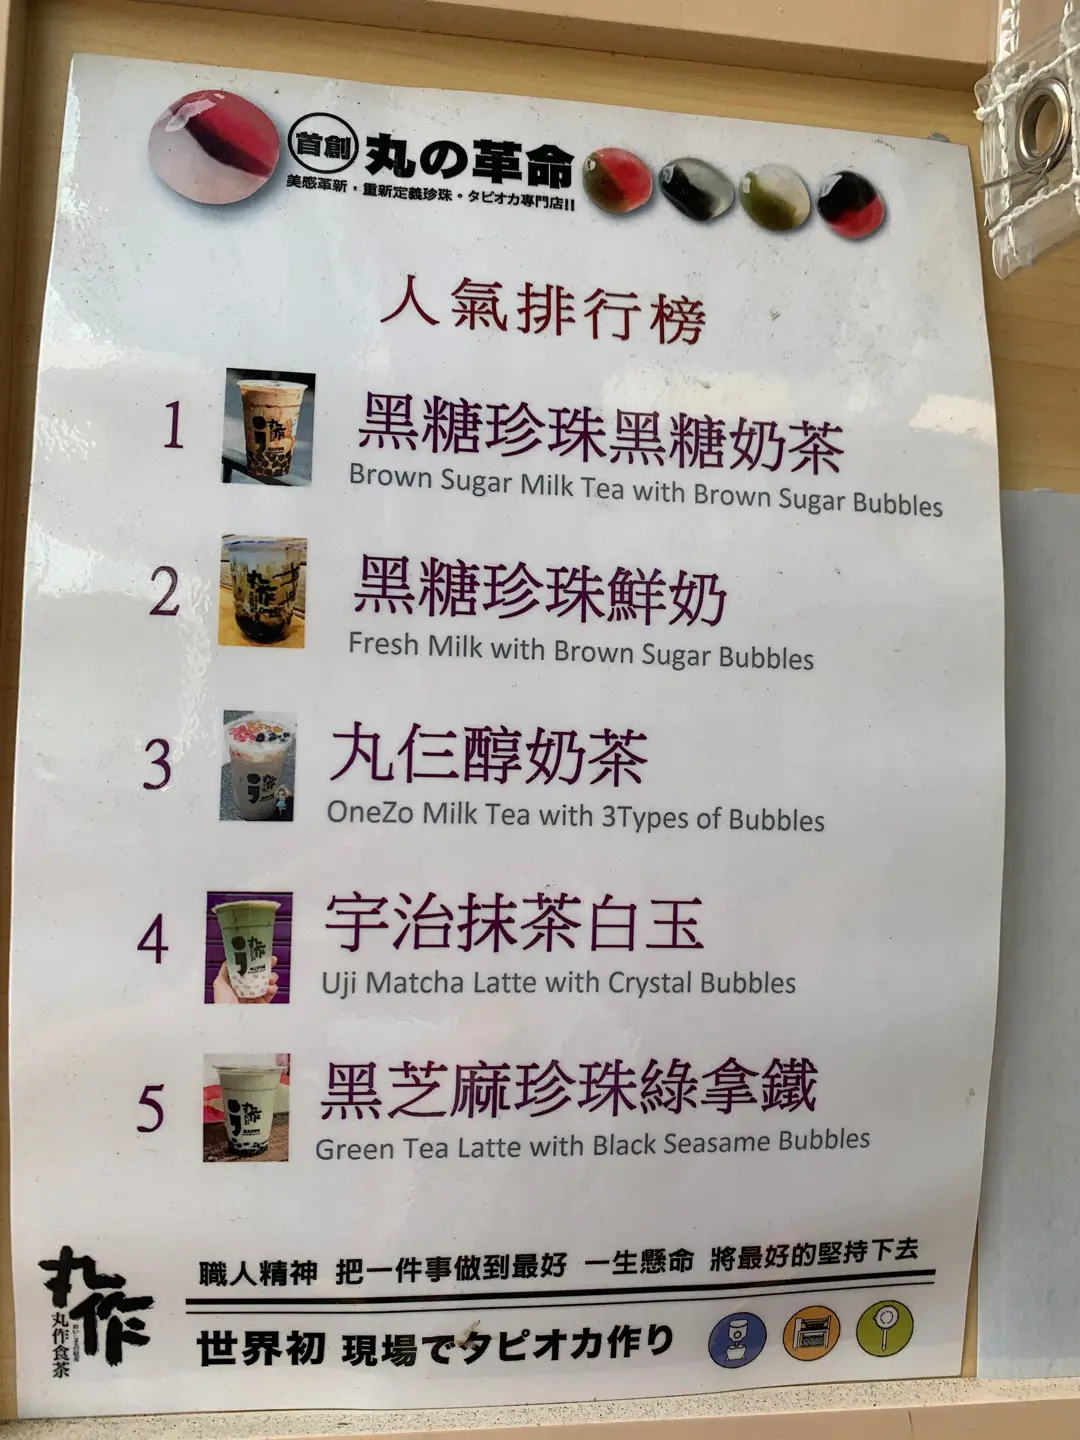 首創 丸の革命
美感革新，重新定義珍珠。タピオカ專門店!!
人氣排行榜
1 黑糖珍珠黑糖奶茶
Brown Sugar Milk Tea with Brown Sugar Bubbles
2 黑糖珍珠鮮奶
Fresh Milk with Brown Sugar Bubbles
3 丸仨醇奶茶
OneZo Milk Tea with 3Types of Bubbles
4 宇治抹茶白玉
Uji Matcha Latte with Crystal Bubbles
5 黑芝麻珍珠綠拿鐵
Green Tea Latte with Black Seasame Bubbles
職人精神 把一件事做到最好 一生懸命 將最好的堅持下去
丸作
丸作食茶
世界初 現場でタピオカ作り